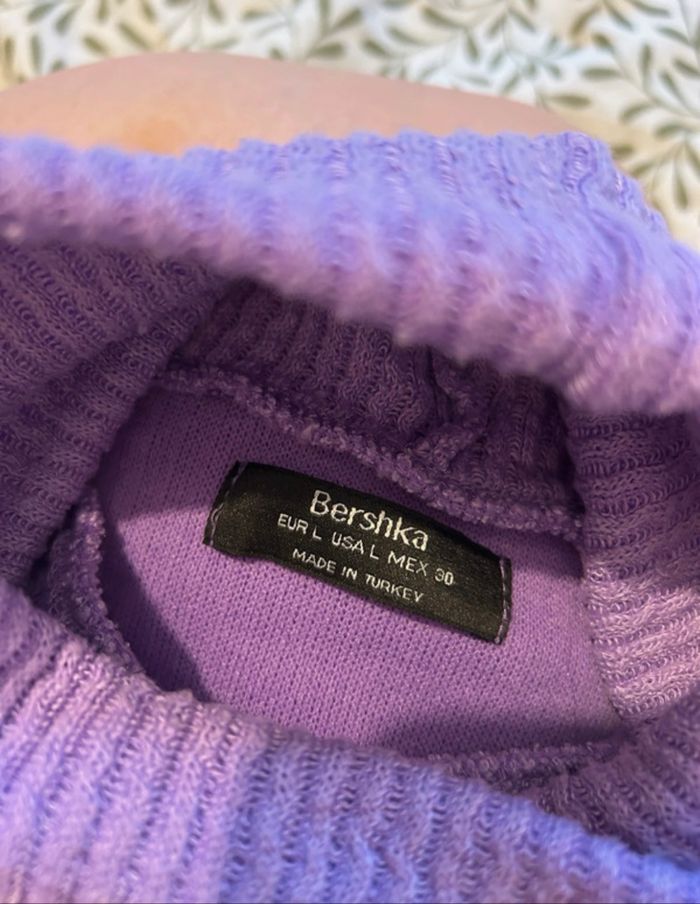 Bershka
EUR L USA L MEX 30
MADE IN TURKEY